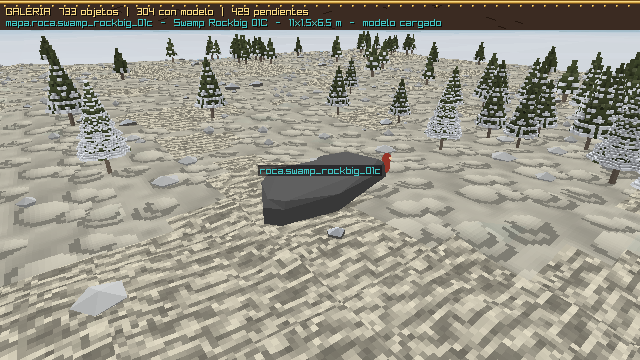 GALERÍA  733 objetos | 304 con modelo | 429 pendientes
mapa.roca.swamp_rockbig_01c  -  Swamp Rockbig 01C  -  11x1.5x6.5 m  -  modelo cargado
roca.swamp_rockbig_01c